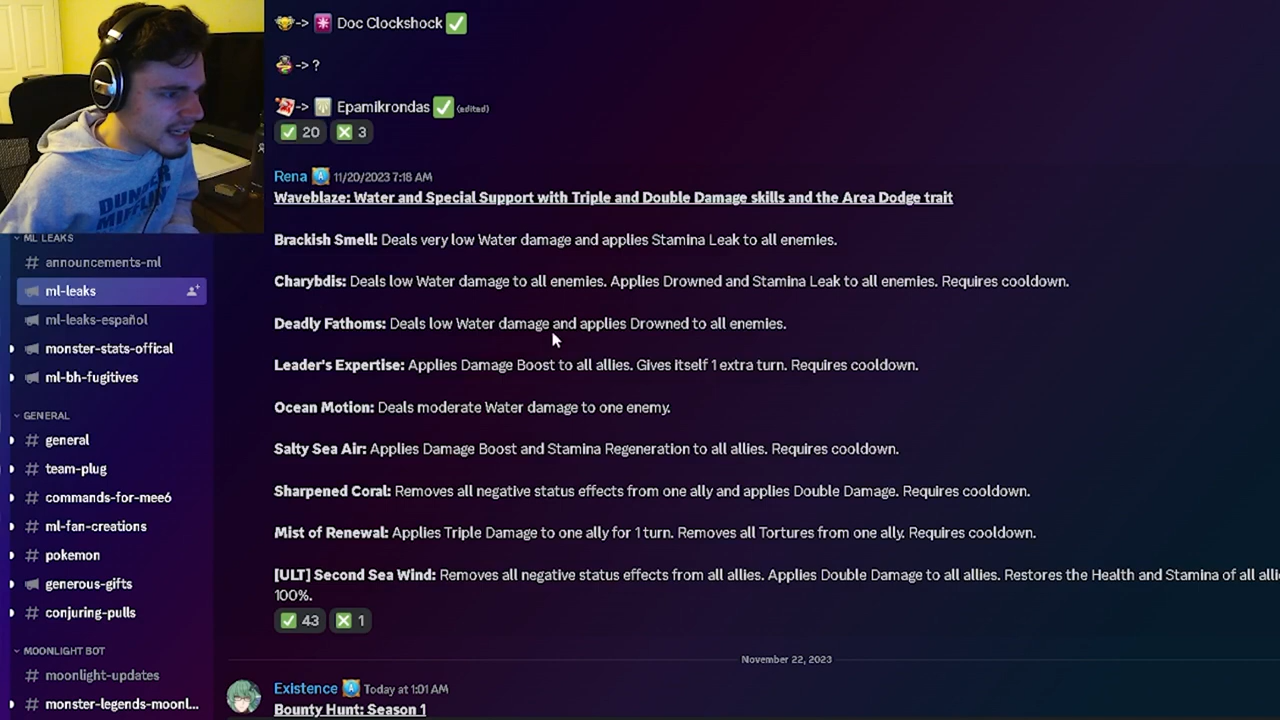 -> Doc Clockshock
-> ?
-> Epamikrondas (edited)
20 3
Rena 11/20/2023 7:18 AM
Waveblaze: Water and Special Support with Triple and Double Damage skills and the Area Dodge trait
Brackish Smell: Deals very low Water damage and applies Stamina Leak to all enemies.
Charybdis: Deals low Water damage to all enemies. Applies Drowned and Stamina Leak to all enemies. Requires cooldown.
Deadly Fathoms: Deals low Water damage and applies Drowned to all enemies.
Leader's Expertise: Applies Damage Boost to all allies. Gives itself 1 extra turn. Requires cooldown.
Ocean Motion: Deals moderate Water damage to one enemy.
Salty Sea Air: Applies Damage Boost and Stamina Regeneration to all allies. Requires cooldown.
Sharpened Coral: Removes all negative status effects from one ally and applies Double Damage. Requires cooldown.
Mist of Renewal: Applies Triple Damage to one ally for 1 turn. Removes all Tortures from one ally. Requires cooldown.
[ULT] Second Sea Wind: Removes all negative status effects from all allies. Applies Double Damage to all allies. Restores the Health and Stamina of all
100%.
43 1
November 22, 2023
Existence Today at 1:01 AM
Bounty Hunt: Season 1
DUNDER
MIFFLIN
ML LEAKS
# announcements-ml
ml-leaks
ml-leaks-español
monster-stats-offical
ml-bh-fugitives
GENERAL
# general
# team-plug
# commands-for-mee6
# ml-fan-creations
# pokemon
generous-gifts
# conjuring-pulls
MOONLIGHT BOT
# moonlight-updates
# monster-legends-moonl...